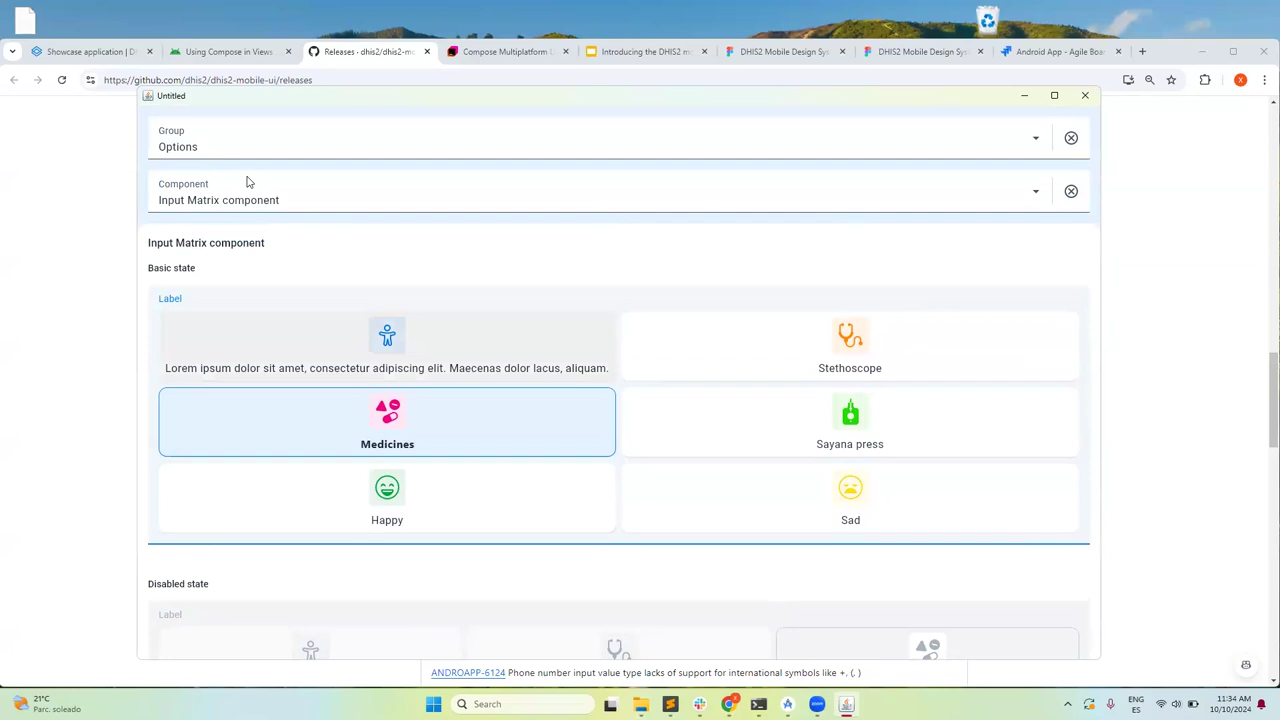 Showcase application | D
Using Compose in Views
Releases · dhis2/dhis2-mo
Compose Multiplatform U
Introducing the DHIS2 m
DHIS2 Mobile Design Sys
DHIS2 Mobile Design Sys
Android App - Agile Boar
https://github.com/dhis2/dhis2-mobile-ui/releases
Untitled
Group
Options
Component
Input Matrix component
Input Matrix component
Basic state
Label
Lorem ipsum dolor sit amet, consectetur adipiscing elit. Maecenas dolor lacus, aliquam.
Stethoscope
Medicines
Sayana press
Happy
Sad
Disabled state
Label
ANDROAPP-6124 Phone number input value type lacks of support for international symbols like +. (, )
21°C
Parc. soleado
Search
zoom
ENG
ES
11:34 AM
10/10/2024